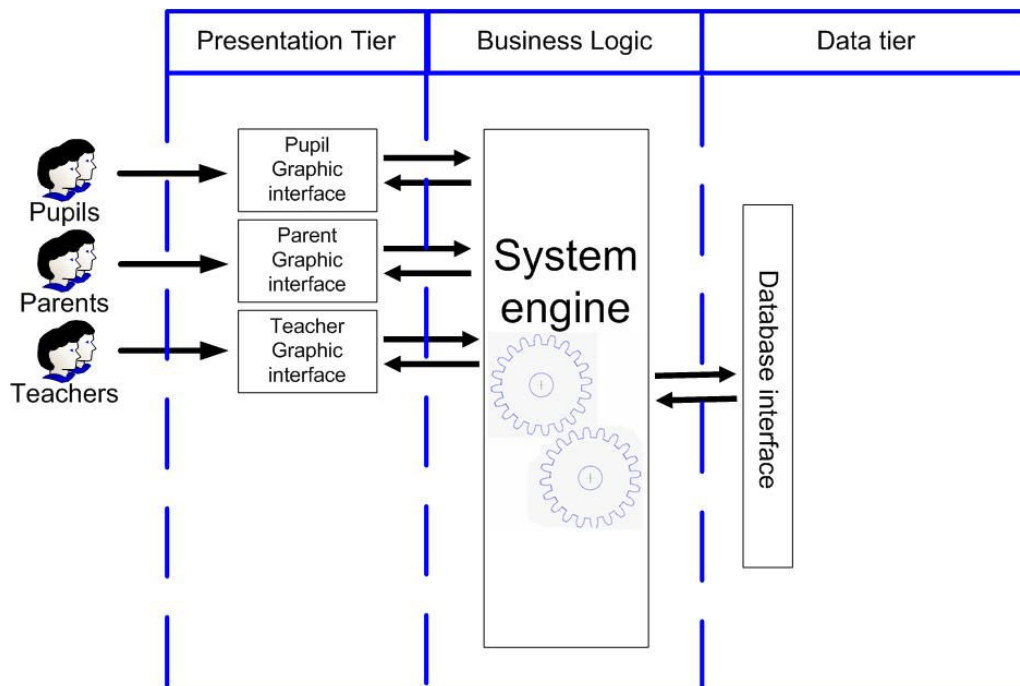 Presentation Tier
Business Logic
Data tier
Pupils
Parents
Teachers
Pupil
Graphic
interface
Parent
Graphic
interface
Teacher
Graphic
interface
System
engine
Database interface